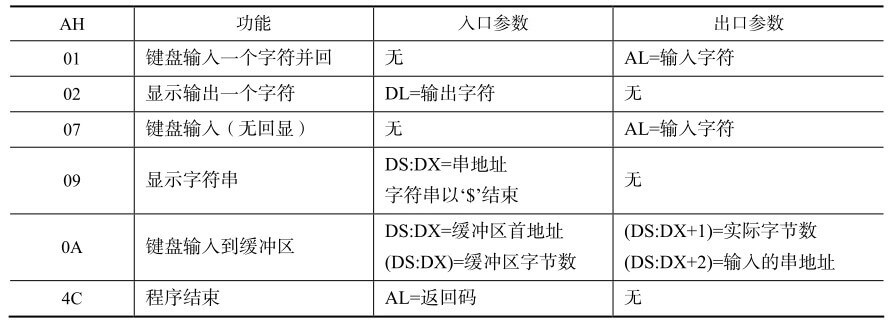 AH 功能 入口参数 出口参数
01 键盘输入一个字符并回 无 AL=输入字符
02 显示输出一个字符 DL=输出字符 无
07 键盘输入（无回显） 无 AL=输入字符
09 显示字符串 DS:DX=串地址 无
字符串以‘$’结束
0A 键盘输入到缓冲区 DS:DX=缓冲区首地址 (DS:DX+1)=实际字节数
(DS:DX)=缓冲区字节数 (DS:DX+2)=输入的串地址
4C 程序结束 AL=返回码 无